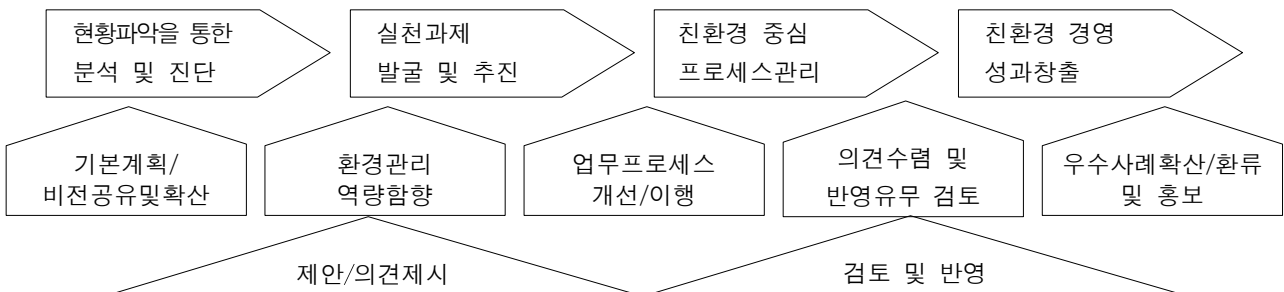 현황파악을 통한
분석 및 진단
실천과제
발굴 및 추진
친환경 중심
프로세스관리
친환경 경영
성과창출
기본계획/
비전공유및확산
환경관리
역량함향
업무프로세스
개선/이행
의견수렴 및
반영유무 검토
우수사례확산/환류
및 홍보
제안/의견제시
검토 및 반영